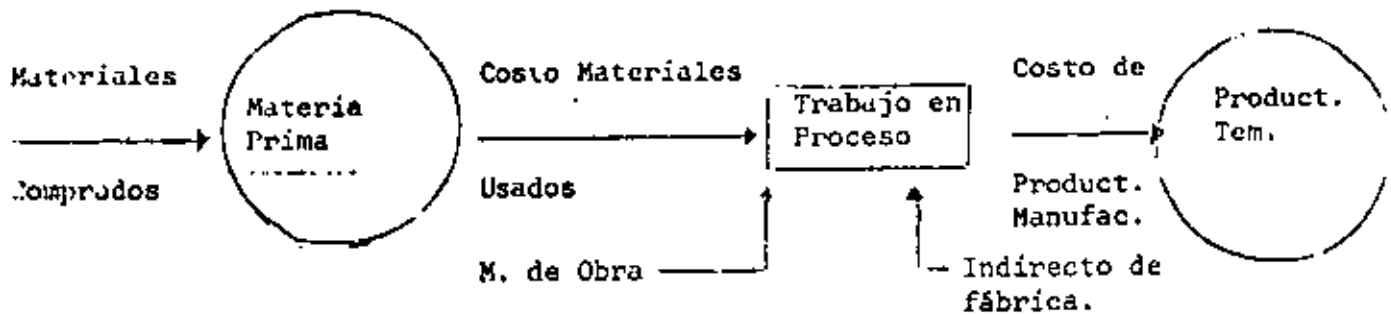 Materiales
Comprados
Materia
Prima
Costo Materiales
Usados
Trabajo en
Proceso
M. de Obra
Indirecto de
fábrica.
Costo de
Product.
Manufac.
Product.
Tem.